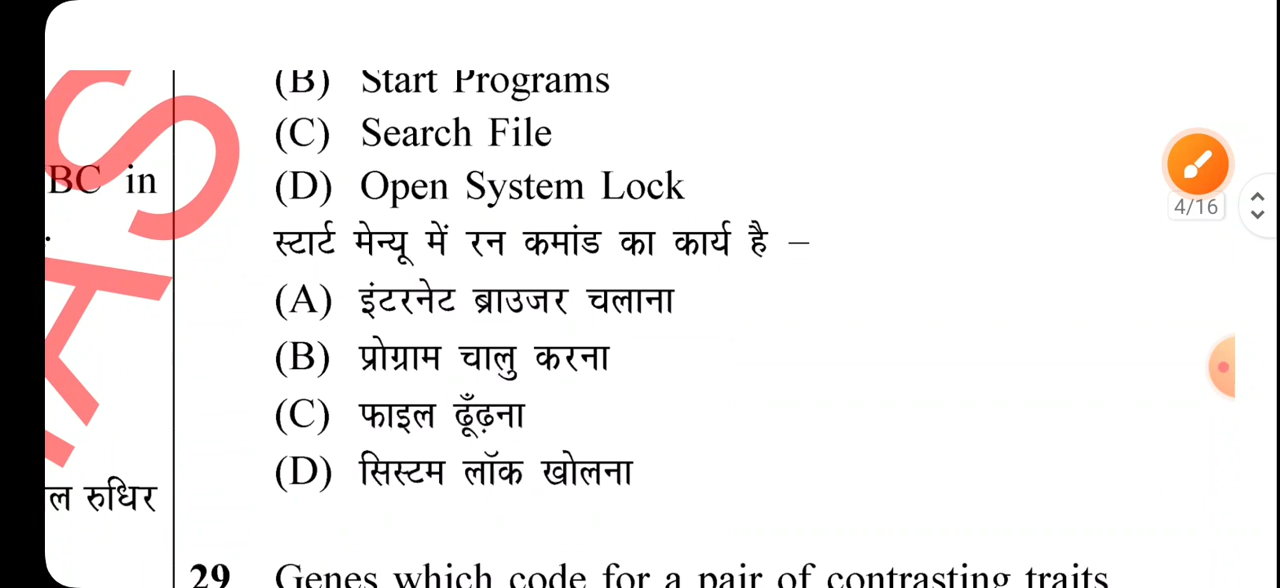 (B) Start Programs
(C) Search File
BC in
(D) Open System Lock
4/16
.
स्टार्ट मेन्यू में रन कमांड का कार्य है –
(A) इंटरनेट ब्राउजर चलाना
(B) प्रोग्राम चालु करना
(C) फाइल ढूँढ़ना
(D) सिस्टम लॉक खोलना
ल रुधिर
29 Genes which code for a pair of contrasting traits